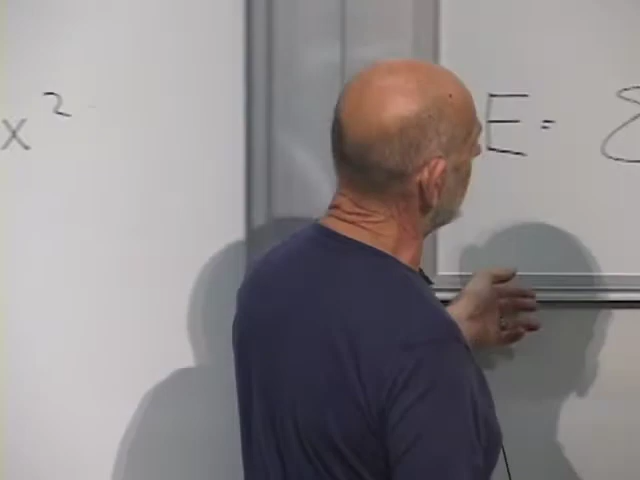 x²
E =